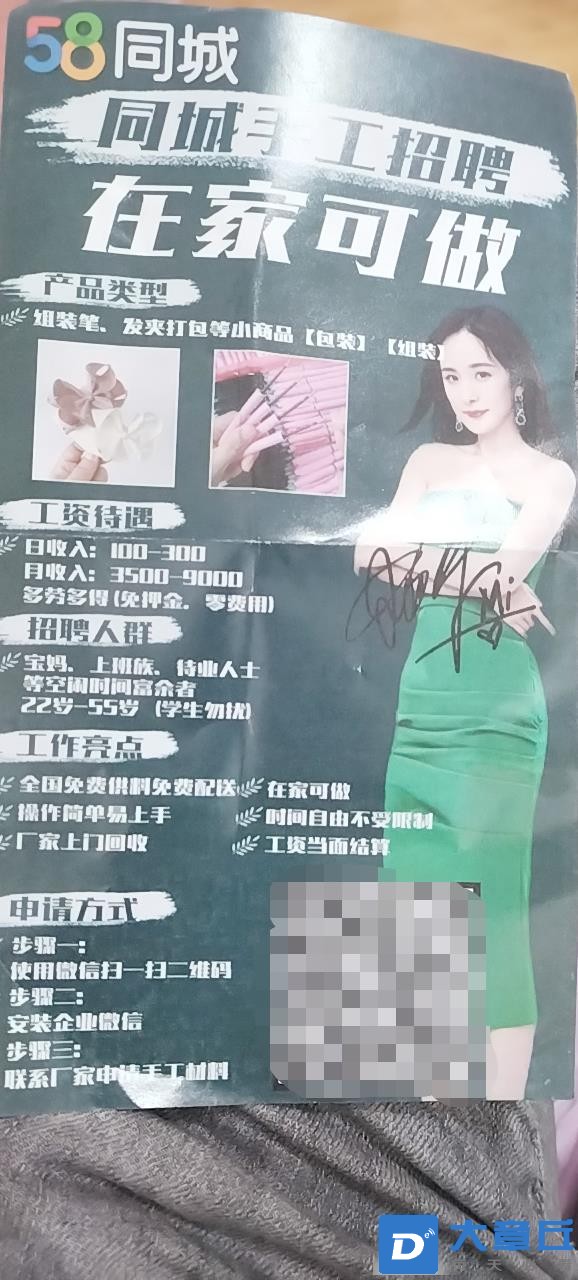 58同城
同城手工招聘
在家可做
产品类型
组装笔、发夹打包等小商品【包装】【组装】
工资待遇
日收入：100-300
月收入：3500-9000
多劳多得(免押金.零费用)
招聘人群
宝妈、上班族、待业人士
等空闲时间富余者
22岁-55岁 (学生勿扰)
工作亮点
全国免费供料免费配送
在家可做
操作简单易上手
时间自由不受限制
厂家上门回收
工资当面结算
申请方式
步骤一：
使用微信扫一扫二维码
步骤二：
安装企业微信
步骤三：
联系厂家申请手工材料
D
大章丘